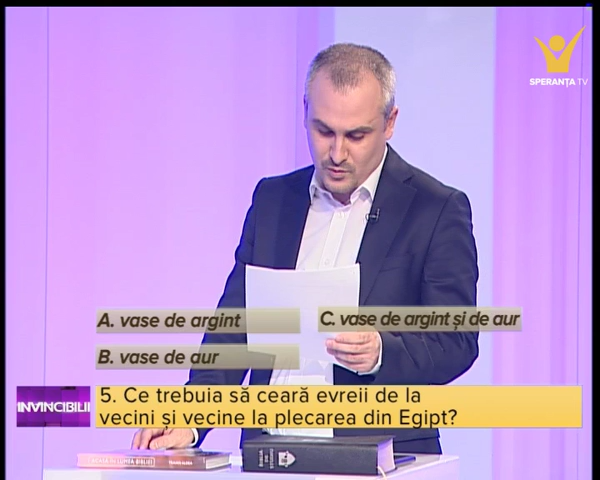 SPERANȚA TV
A. vase de argint
C. vase de argint și de aur
B. vase de aur
INVINCIBILII
5. Ce trebuia să ceară evreii de la
vecini și vecine la plecarea din Egipt?